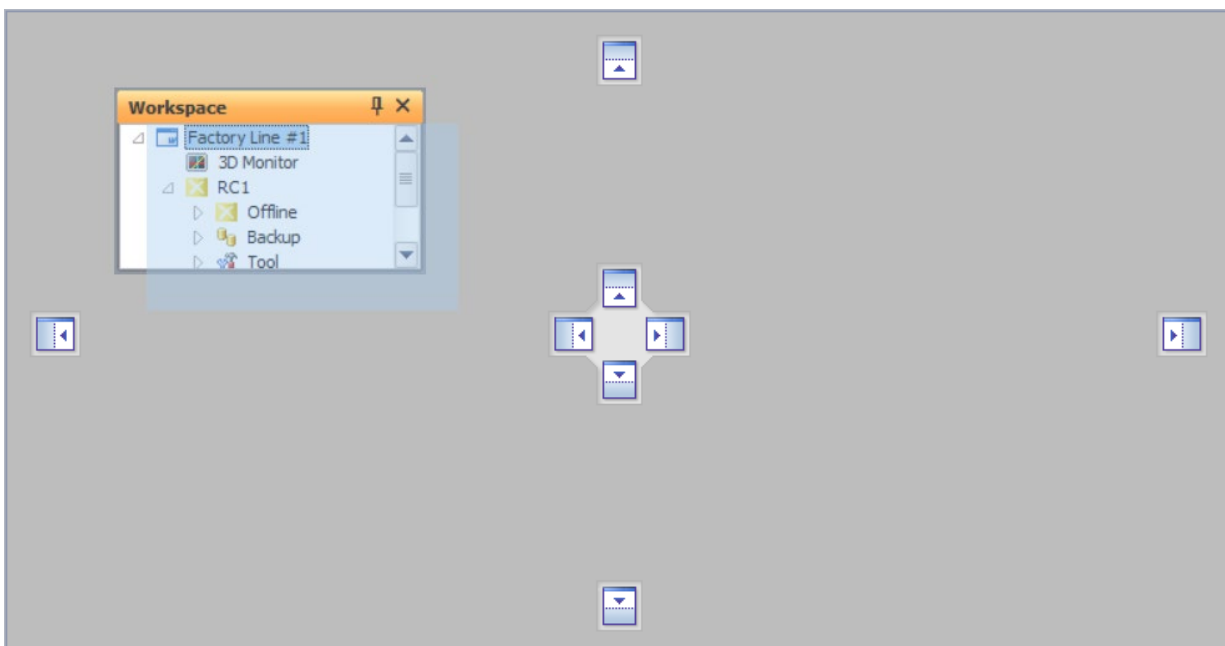 Workspace
Factory Line #1
3D Monitor
RC1
Offline
Backup
Tool